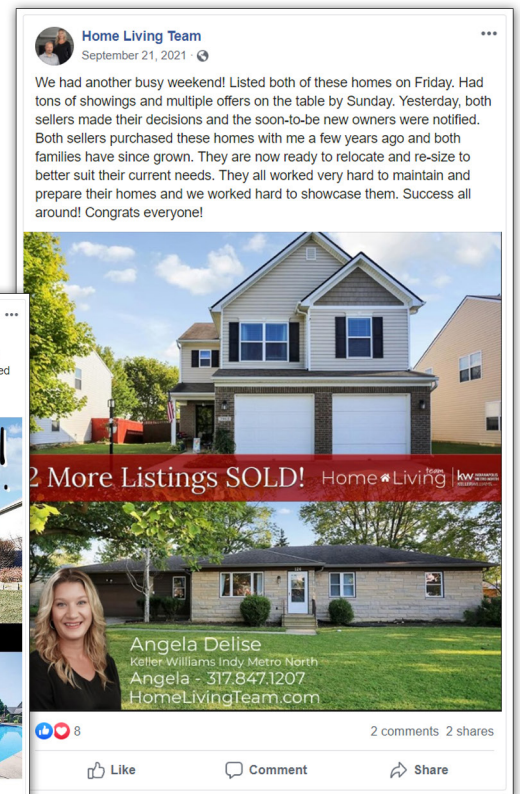 Home Living Team
September 21, 2021
We had another busy weekend! Listed both of these homes on Friday. Had
tons of showings and multiple offers on the table by Sunday. Yesterday, both
sellers made their decisions and the soon-to-be new owners were notified.
Both sellers purchased these homes with me a few years ago and both
families have since grown. They are now ready to relocate and re-size to
better suit their current needs. They all worked very hard to maintain and
prepare their homes and we worked hard to showcase them. Success all
around! Congrats everyone!
ed
2 More Listings SOLD!
Home Living team
kw
Angela Delise
Keller Williams Indy Metro North
Angela - 317.847.1207
HomeLivingTeam.com
8
2 comments 2 shares
Like Comment Share